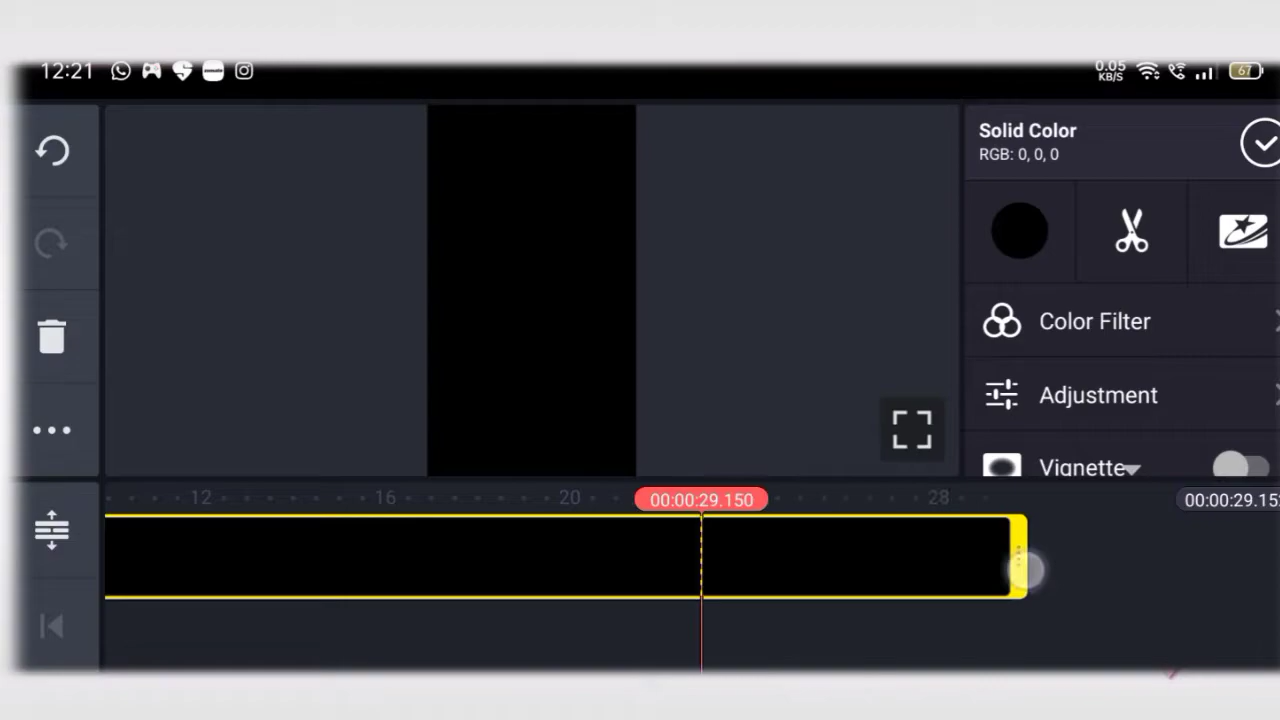 12:21
0.05
KB/S
67
Solid Color
RGB: 0, 0, 0
Color Filter
Adjustment
Vignette
12
16
20
00:00:29.150
28
00:00:29.15